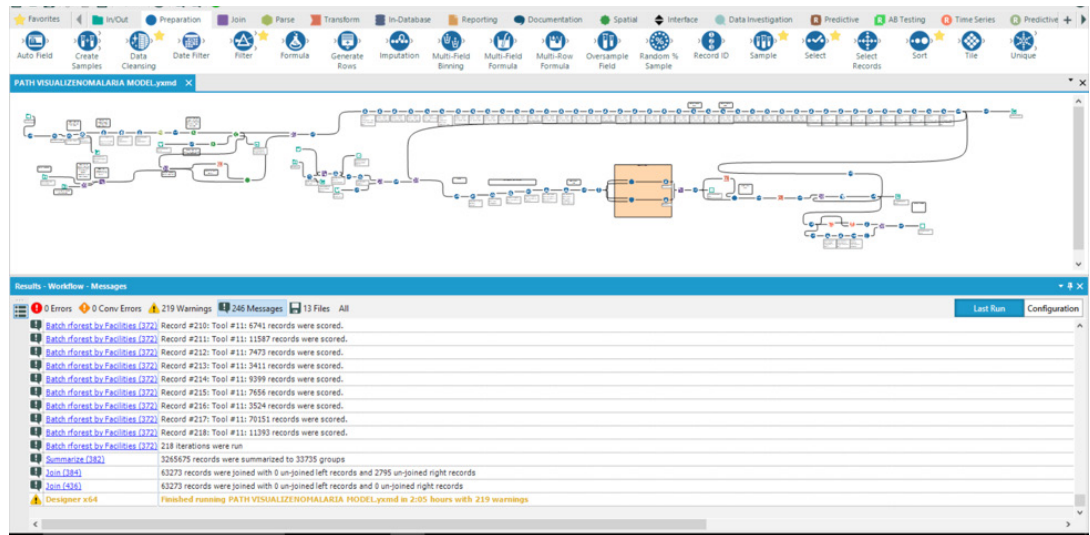 Favorites In/Out Preparation Join Parse Transform In-Database Reporting Documentation Spatial Interface Data Investigation Predictive AB Testing Time Series Predictive
Auto Field Create Samples Data Cleansing Date Filter Filter Formula Generate Rows Imputation Multi-Field Binning Multi-Field Formula Multi-Row Formula Oversample Field Random % Sample Record ID Sample Select Select Records Sort Tile Unique
PATH VISUALIZENOMALARIA MODEL.yxmd X
Results - Workflow - Messages
0 Errors 0 Conv Errors 219 Warnings 246 Messages 13 Files All Last Run Configuration
Batch rforest by Facilities (372) Record #210: Tool #11: 6741 records were scored.
Batch rforest by Facilities (372) Record #211: Tool #11: 11587 records were scored.
Batch rforest by Facilities (372) Record #212: Tool #11: 7473 records were scored.
Batch rforest by Facilities (372) Record #213: Tool #11: 3411 records were scored.
Batch rforest by Facilities (372) Record #214: Tool #11: 9399 records were scored.
Batch rforest by Facilities (372) Record #215: Tool #11: 7656 records were scored.
Batch rforest by Facilities (372) Record #216: Tool #11: 3524 records were scored.
Batch rforest by Facilities (372) Record #217: Tool #11: 70151 records were scored.
Batch rforest by Facilities (372) Record #218: Tool #11: 11393 records were scored.
Batch rforest by Facilities (372) 218 iterations were run
Summarize (382) 3265675 records were summarized to 33735 groups
Join (384) 63273 records were joined with 0 un-joined left records and 2795 un-joined right records
Join (436) 63273 records were joined with 0 un-joined left records and 0 un-joined right records
Designer x64 Finished running PATH VISUALIZENOMALARIA MODEL.yxmd in 2:05 hours with 219 warnings